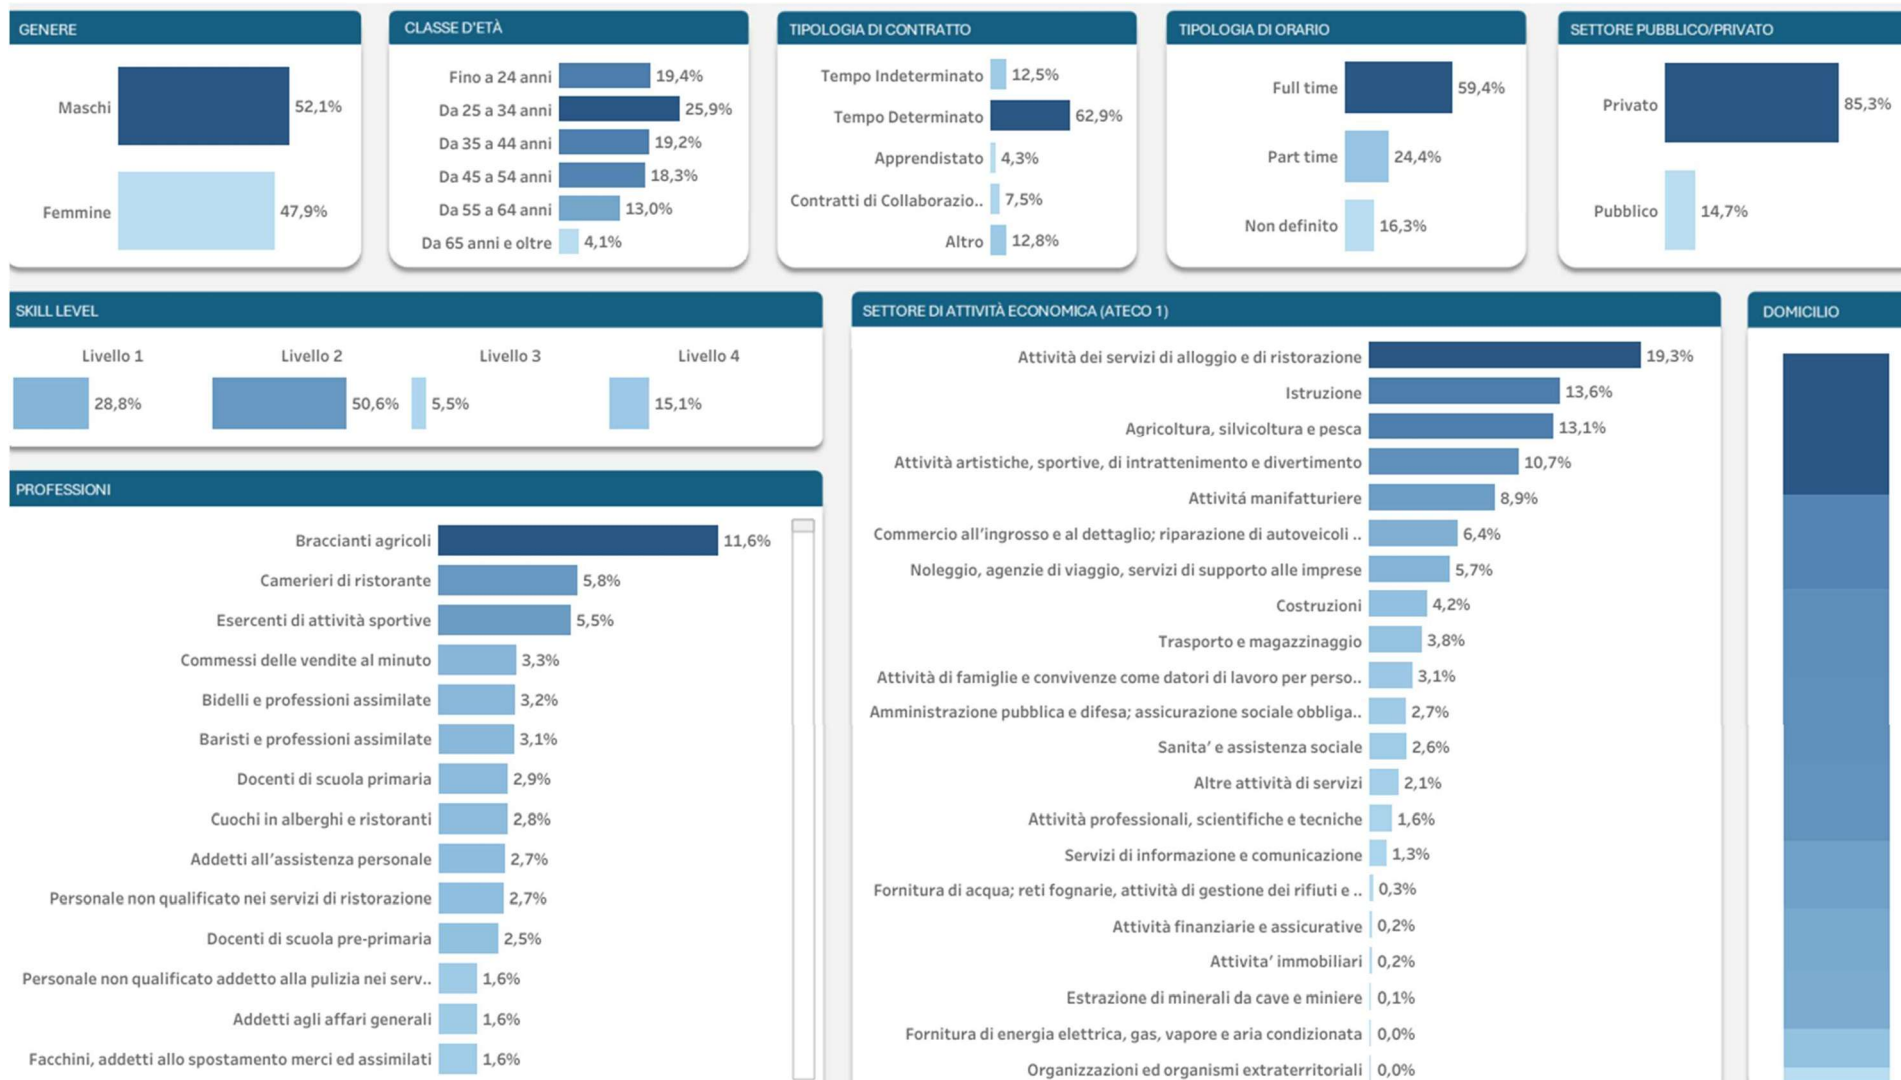 GENERE
Maschi 52,1%
Femmine 47,9%
CLASSE D'ETÀ
Fino a 24 anni 19,4%
Da 25 a 34 anni 25,9%
Da 35 a 44 anni 19,2%
Da 45 a 54 anni 18,3%
Da 55 a 64 anni 13,0%
Da 65 anni e oltre 4,1%
TIPOLOGIA DI CONTRATTO
Tempo Indeterminato 12,5%
Tempo Determinato 62,9%
Apprendistato 4,3%
Contratti di Collaborazio.. 7,5%
Altro 12,8%
TIPOLOGIA DI ORARIO
Full time 59,4%
Part time 24,4%
Non definito 16,3%
SETTORE PUBBLICO/PRIVATO
Privato 85,3%
Pubblico 14,7%
SKILL LEVEL
Livello 1 Livello 2 Livello 3 Livello 4
28,8% 50,6% 5,5% 15,1%
PROFESSIONI
Braccianti agricoli 11,6%
Camerieri di ristorante 5,8%
Esercenti di attività sportive 5,5%
Commessi delle vendite al minuto 3,3%
Bidelli e professioni assimilate 3,2%
Baristi e professioni assimilate 3,1%
Docenti di scuola primaria 2,9%
Cuochi in alberghi e ristoranti 2,8%
Addetti all'assistenza personale 2,7%
Personale non qualificato nei servizi di ristorazione 2,7%
Docenti di scuola pre-primaria 2,5%
Personale non qualificato addetto alla pulizia nei serv.. 1,6%
Addetti agli affari generali 1,6%
Facchini, addetti allo spostamento merci ed assimilati 1,6%
SETTORE DI ATTIVITÀ ECONOMICA (ATECO 1)
Attività dei servizi di alloggio e di ristorazione 19,3%
Istruzione 13,6%
Agricoltura, silvicoltura e pesca 13,1%
Attività artistiche, sportive, di intrattenimento e divertimento 10,7%
Attivitá manifatturiere 8,9%
Commercio all'ingrosso e al dettaglio; riparazione di autoveicoli .. 6,4%
Noleggio, agenzie di viaggio, servizi di supporto alle imprese 5,7%
Costruzioni 4,2%
Trasporto e magazzinaggio 3,8%
Attività di famiglie e convivenze come datori di lavoro per perso.. 3,1%
Amministrazione pubblica e difesa; assicurazione sociale obbliga.. 2,7%
Sanita' e assistenza sociale 2,6%
Altre attività di servizi 2,1%
Attività professionali, scientifiche e tecniche 1,6%
Servizi di informazione e comunicazione 1,3%
Fornitura di acqua; reti fognarie, attività di gestione dei rifiuti e .. 0,3%
Attività finanziarie e assicurative 0,2%
Attivita' immobiliari 0,2%
Estrazione di minerali da cave e miniere 0,1%
Fornitura di energia elettrica, gas, vapore e aria condizionata 0,0%
Organizzazioni ed organismi extraterritoriali 0,0%
DOMICILIO